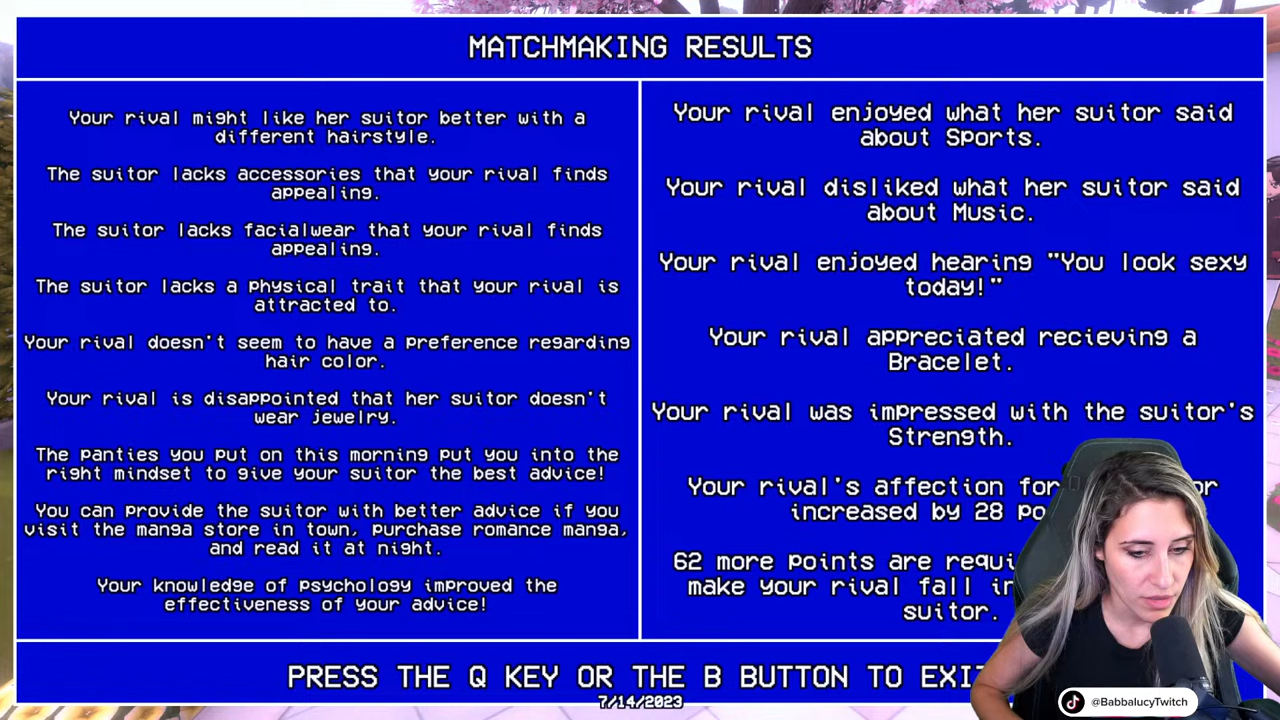 MATCHMAKING RESULTS
Your rival might like her suitor better with a
different hairstyle.
The suitor lacks accessories that your rival finds
appealing.
The suitor lacks facialwear that your rival finds
appealing.
The suitor lacks a physical trait that your rival is
attracted to.
Your rival doesn't seem to have a preference regarding
hair color.
Your rival is disappointed that her suitor doesn't
wear jewelry.
The panties you put on this morning put you into the
right mindset to give your suitor the best advice!
You can provide the suitor with better advice if you
visit the manga store in town, purchase romance manga,
and read it at night.
Your knowledge of psychology improved the
effectiveness of your advice!
Your rival enjoyed what her suitor said
about Sports.
Your rival disliked what her suitor said
about Music.
Your rival enjoyed hearing "You look sexy
today!"
Your rival appreciated recieving a
Bracelet.
Your rival was impressed with the suitor's
Strength.
Your rival's affection for
increased by 28
62 more points are
make your rival fall
suitor.
PRESS THE Q KEY OR THE B BUTTON TO
7/14/2023
@BabbalucyTwitch